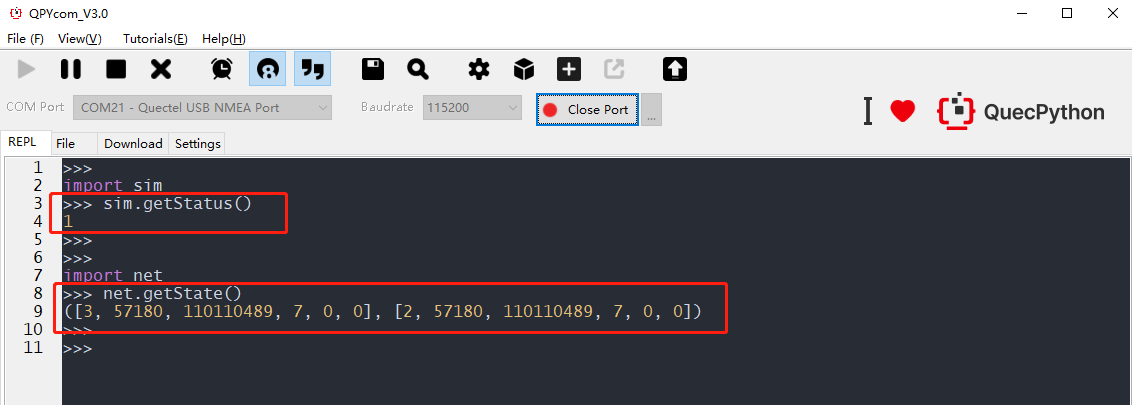 QPYcom_V3.0
File (F) View(V) Tutorials(E) Help(H)
COM Port COM21 - Quectel USB NMEA Port Baudrate 115200 Close Port ... I QuecPython
REPL File Download Settings
1 >>>
2 import sim
3 >>> sim.getStatus()
4 1
5 >>>
6 >>>
7 import net
8 >>> net.getState()
9 ([3, 57180, 110110489, 7, 0, 0], [2, 57180, 110110489, 7, 0, 0])
10 >>>
11 >>>